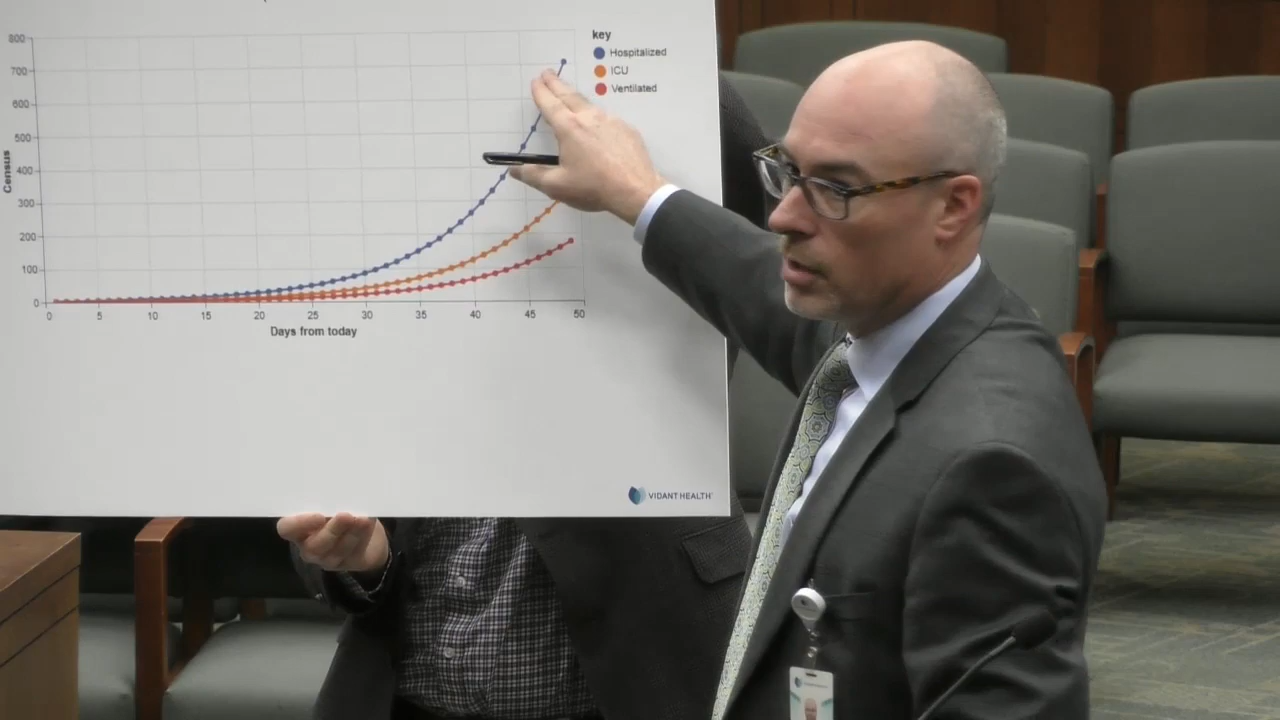 800
700
600
500
400
300
200
100
0
Census
0 5 10 15 20 25 30 35 40 45 50
Days from today
key
Hospitalized
ICU
Ventilated
VIDANT HEALTH